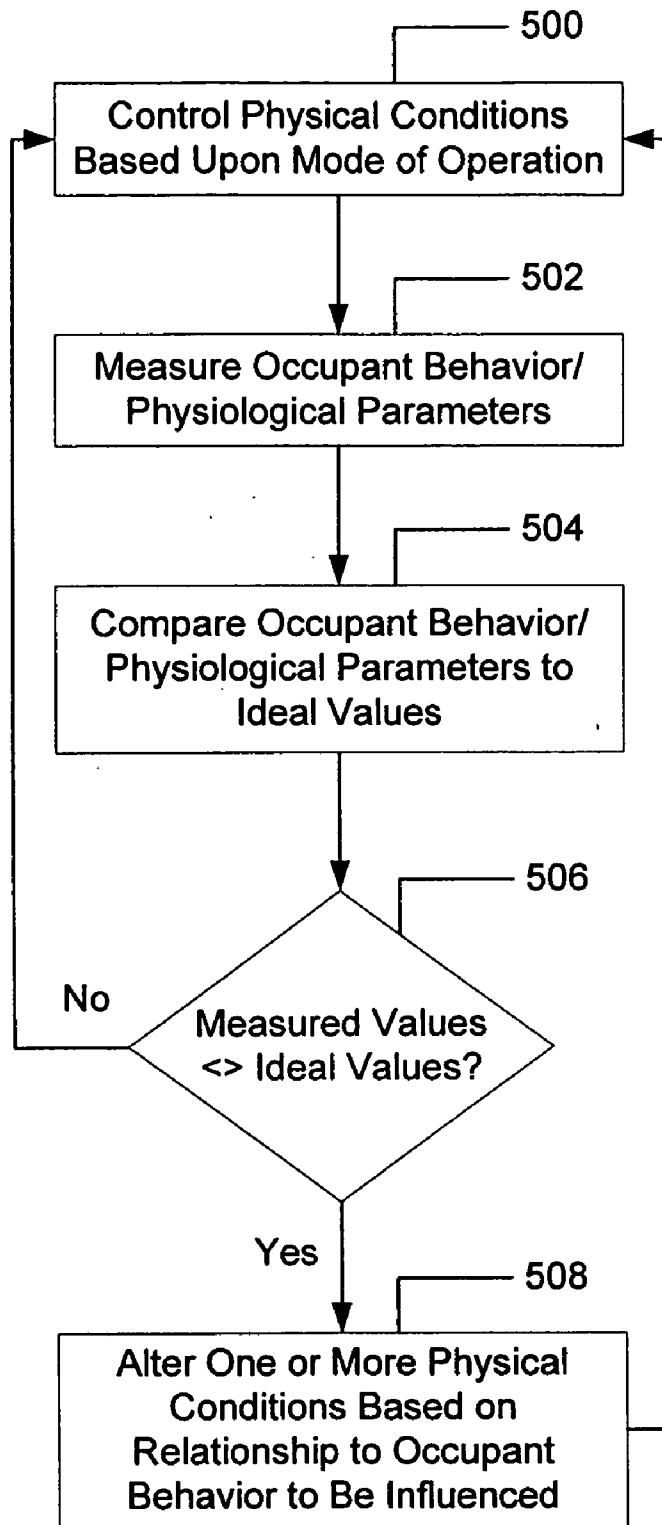 500
Control Physical Conditions
Based Upon Mode of Operation
502
Measure Occupant Behavior/
Physiological Parameters
504
Compare Occupant Behavior/
Physiological Parameters to
Ideal Values
506
No
Measured Values
<> Ideal Values?
Yes
508
Alter One or More Physical
Conditions Based on
Relationship to Occupant
Behavior to Be Influenced